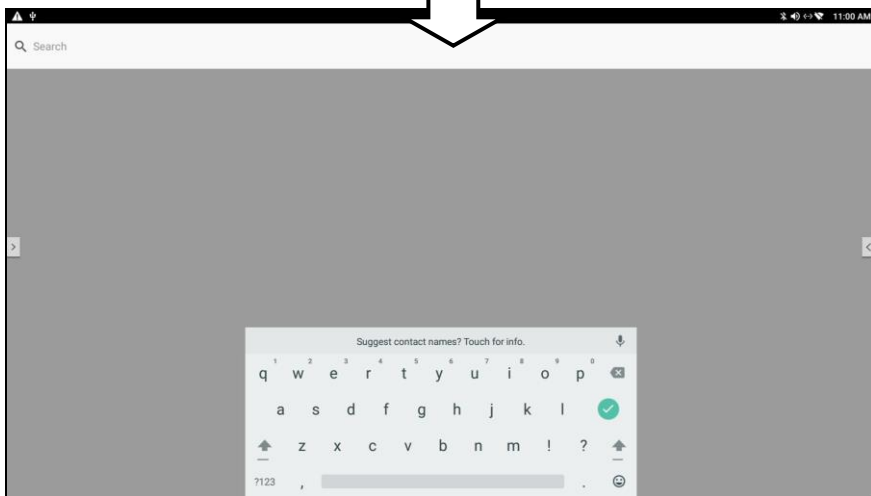 11:00 AM
Search
Suggest contact names? Touch for info.
1 2 3 4 5 6 7 8 9 0
q w e r t y u i o p
a s d f g h j k l
z x c v b n m ! ?
?123 , .